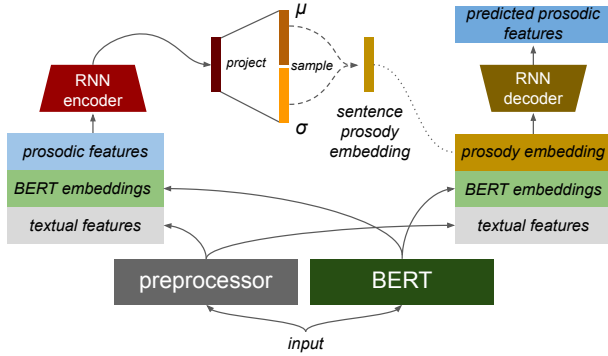 μ
predicted prosodic
features
RNN
encoder
project
sample
RNN
decoder
σ
sentence
prosody
embedding
prosodic features
BERT embeddings
textual features
prosody embedding
BERT embeddings
textual features
preprocessor
BERT
input